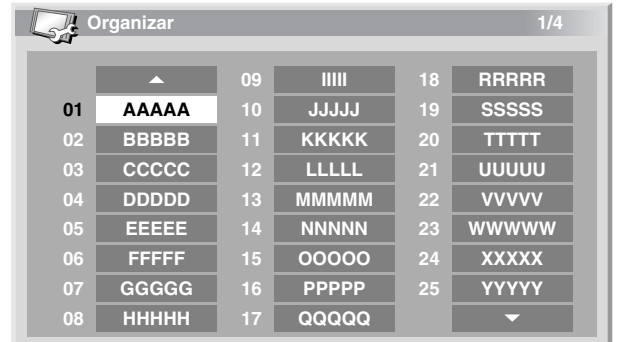 Organizar 1/4
09 IIIII 18 RRRRR
01 AAAAA 10 JJJJJ 19 SSSSS
02 BBBBB 11 KKKKK 20 TTTTT
03 CCCCC 12 LLLLL 21 UUUUU
04 DDDDD 13 MMMMM 22 VVVVV
05 EEEEE 14 NNNNN 23 WWWWW
06 FFFFF 15 OOOOO 24 XXXXX
07 GGGGG 16 PPPPP 25 YYYYY
08 HHHHH 17 QQQQQ